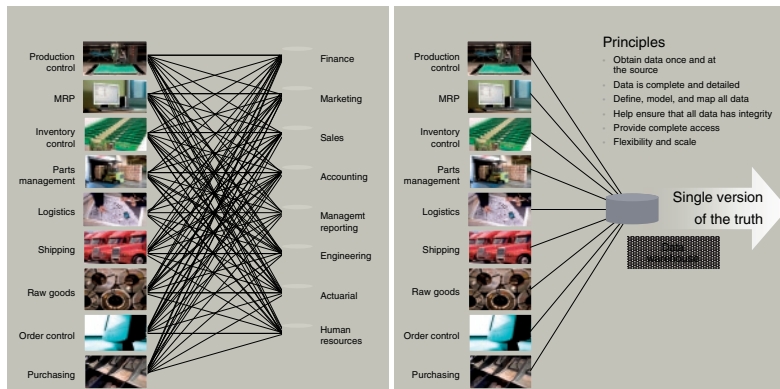 Production
control
MRP
Inventory
control
Parts
management
Logistics
Shipping
Raw goods
Order control
Purchasing
Finance
Marketing
Sales
Accounting
Managemt
reporting
Engineering
Actuarial
Human
resources
Production
control
MRP
Inventory
control
Parts
management
Logistics
Shipping
Raw goods
Order control
Purchasing
Principles
Obtain data once and at
the source
Data is complete and detailed
Define, model, and map all data
Help ensure that all data has integrity
Provide complete access
Flexibility and scale
Single version
of the truth
Data
warehouse